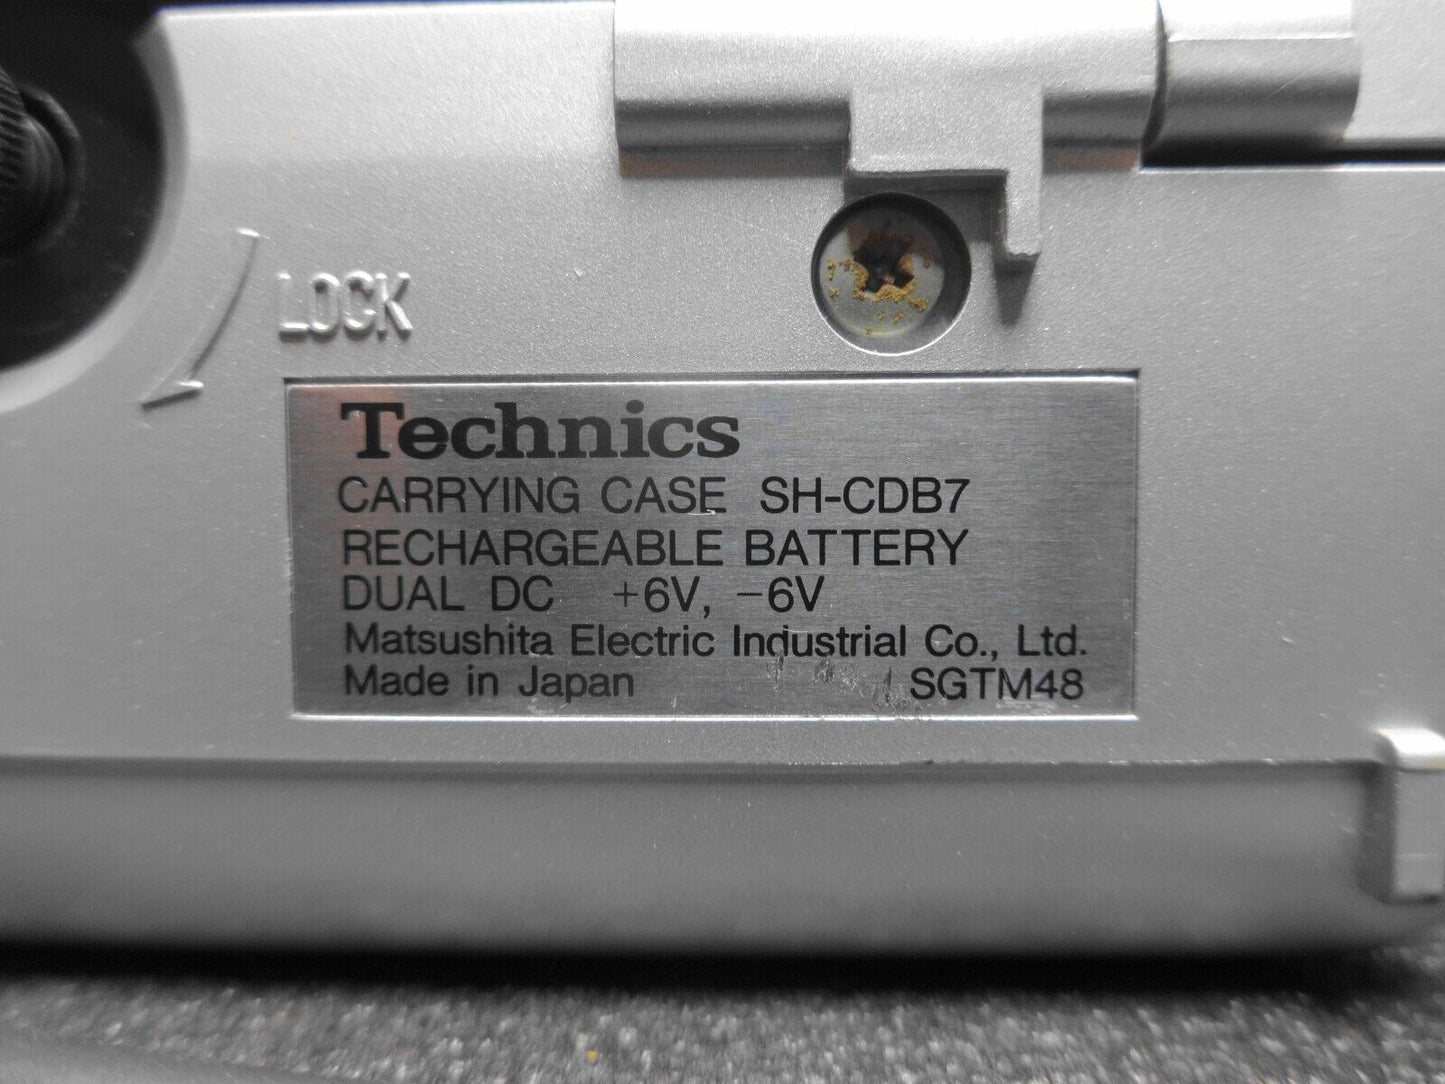 LOCK
Technics
CARRYING CASE SH-CDB7
RECHARGEABLE BATTERY
DUAL DC +6V, −6V
Matsushita Electric Industrial Co., Ltd.
Made in Japan SGTM48